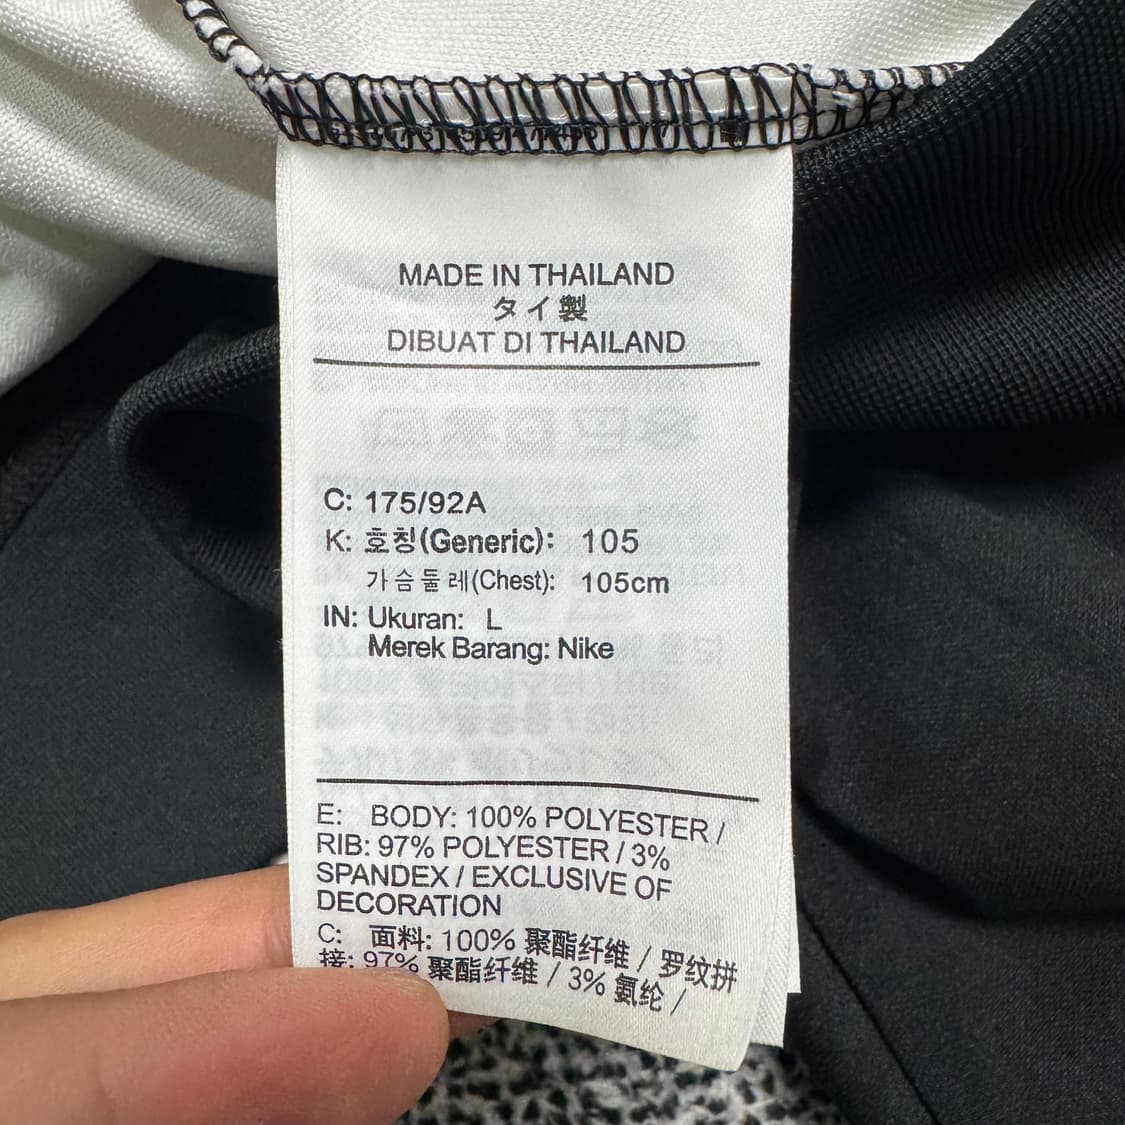 MADE IN THAILAND
タイ製
DIBUAT DI THAILAND
C: 175/92A
K: 호칭(Generic): 105
가슴둘레(Chest): 105cm
IN: Ukuran: L
Merek Barang: Nike
E: BODY: 100% POLYESTER /
RIB: 97% POLYESTER / 3%
SPANDEX / EXCLUSIVE OF
DECORATION
C: 面料: 100% 聚酯纤维 / 罗纹拼
接: 97% 聚酯纤维 / 3% 氨纶 /